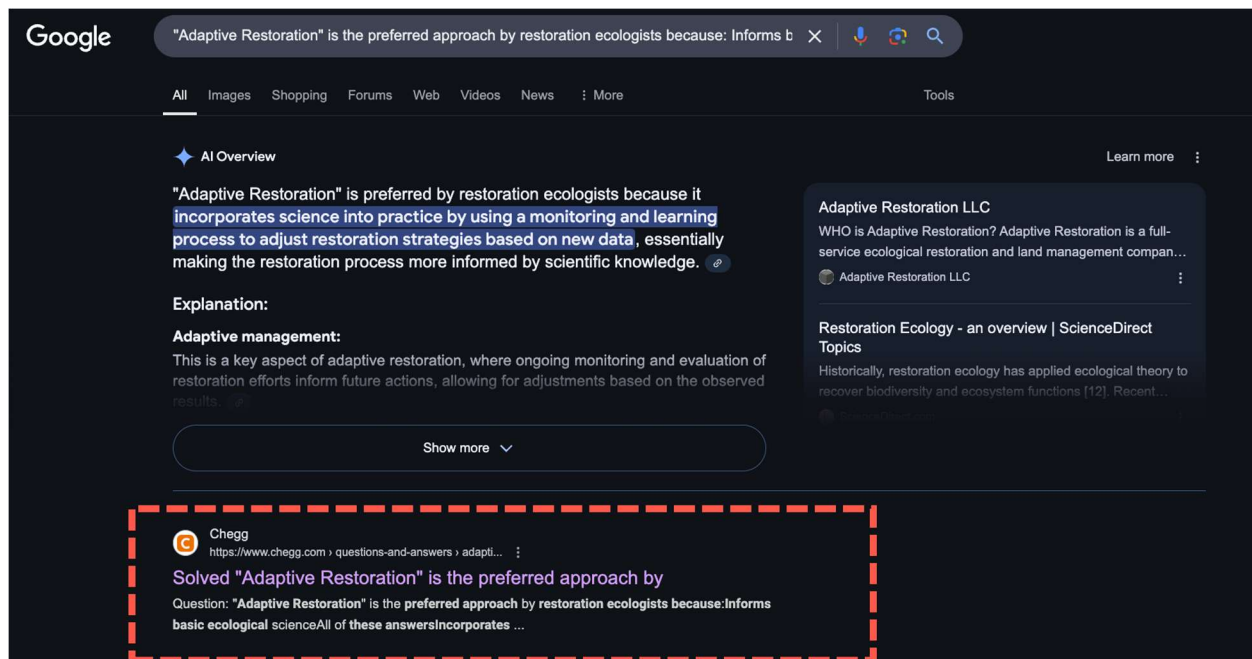 Google
"Adaptive Restoration" is the preferred approach by restoration ecologists because: Informs b
All Images Shopping Forums Web Videos News More Tools
AI Overview
Learn more
"Adaptive Restoration" is preferred by restoration ecologists because it
incorporates science into practice by using a monitoring and learning
process to adjust restoration strategies based on new data, essentially
making the restoration process more informed by scientific knowledge.
Explanation:
Adaptive management:
This is a key aspect of adaptive restoration, where ongoing monitoring and evaluation of
restoration efforts inform future actions, allowing for adjustments based on the observed
results.
Show more
Adaptive Restoration LLC
WHO is Adaptive Restoration? Adaptive Restoration is a full-
service ecological restoration and land management compan...
Adaptive Restoration LLC
Restoration Ecology - an overview | ScienceDirect
Topics
Historically, restoration ecology has applied ecological theory to
recover biodiversity and ecosystem functions [12]. Recent...
Chegg
https://www.chegg.com › questions-and-answers › adapti...
Solved "Adaptive Restoration" is the preferred approach by
Question: "Adaptive Restoration" is the preferred approach by restoration ecologists because:Informs
basic ecological scienceAll of these answersIncorporates ...